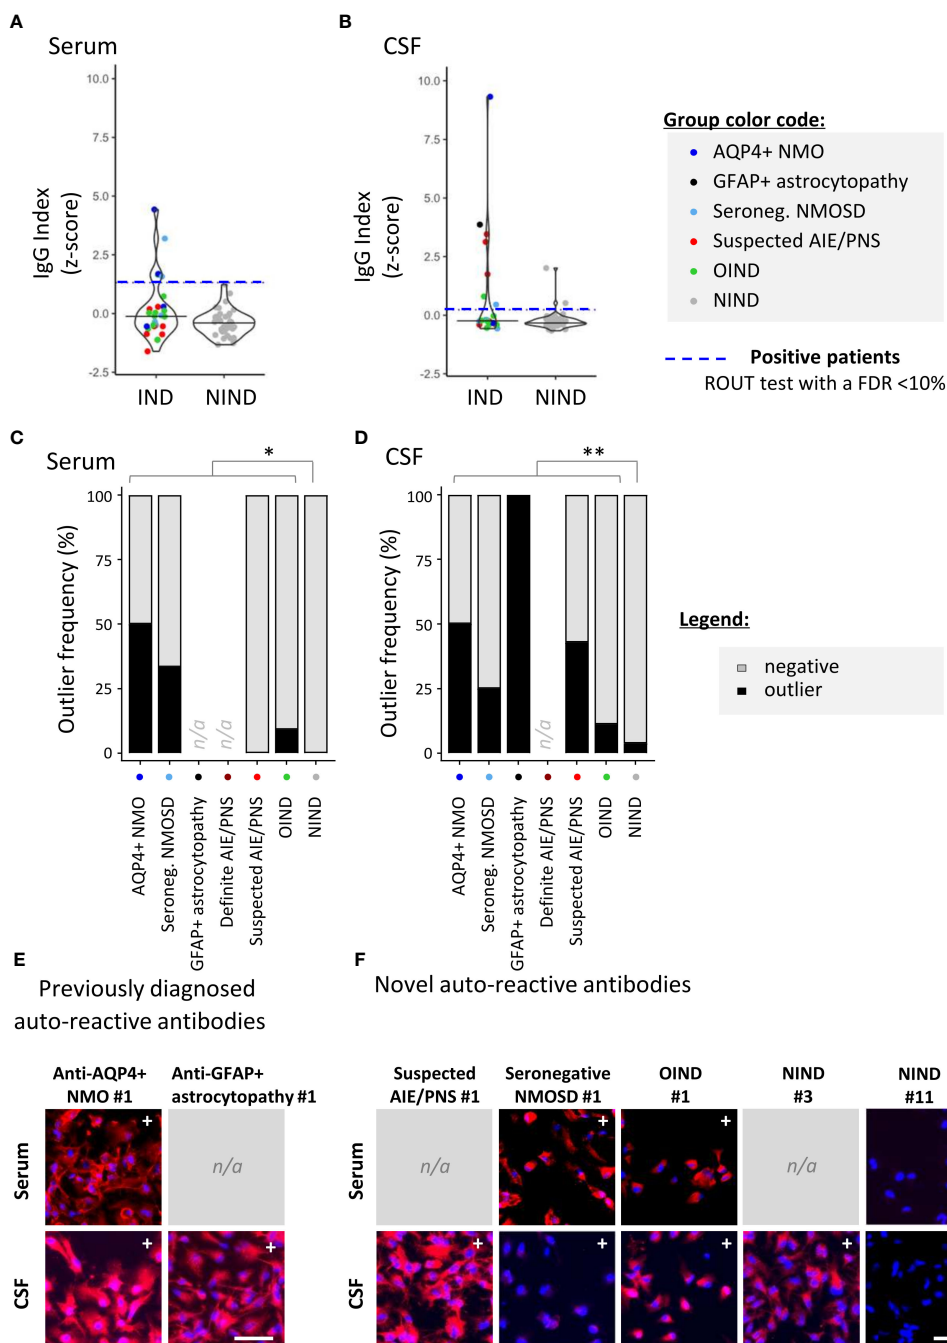 A
Serum
IgG Index
(z-score)
10.0
7.5
5.0
2.5
0.0
-2.5
IND
NIND
B
CSF
IgG Index
(z-score)
10.0
7.5
5.0
2.5
0.0
-2.5
IND
NIND
Group color code:
AQP4+ NMO
GFAP+ astrocytopathy
Seroneg. NMOSD
Suspected AIE/PNS
OIND
NIND
Positive patients
ROUT test with a FDR <10%
C
Serum
*
Outlier frequency (%)
100
75
50
25
0
n/a
n/a
AQP4+ NMO
Seroneg. NMOSD
GFAP+ astrocytopathy
Definite AIE/PNS
Suspected AIE/PNS
OIND
NIND
D
CSF
**
Outlier frequency (%)
100
75
50
25
0
n/a
AQP4+ NMO
Seroneg. NMOSD
GFAP+ astrocytopathy
Definite AIE/PNS
Suspected AIE/PNS
OIND
NIND
Legend:
negative
outlier
E
Previously diagnosed
auto-reactive antibodies
Anti-AQP4+
NMO #1
Anti-GFAP+
astrocytopathy #1
Serum
+
n/a
CSF
+
+
F
Novel auto-reactive antibodies
Suspected
AIE/PNS #1
Seronegative
NMOSD #1
OIND
#1
NIND
#3
NIND
#11
Serum
n/a
+
+
n/a
CSF
+
+
+
+